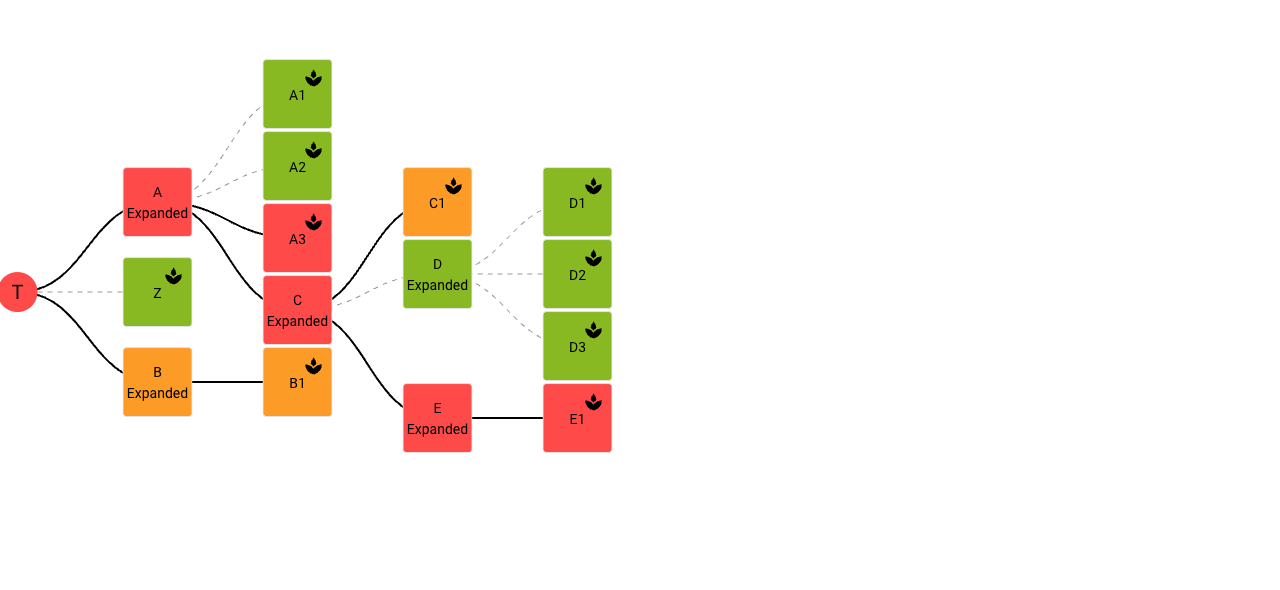 T
A
Expanded
Z
B
Expanded
A1
A2
A3
C
Expanded
B1
C1
D
Expanded
E
Expanded
D1
D2
D3
E1